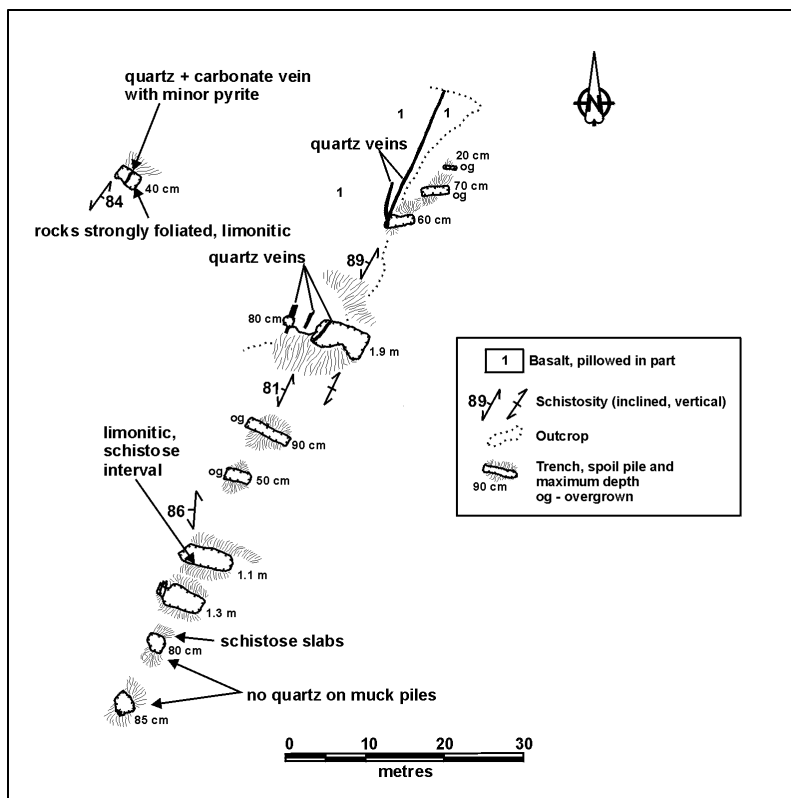 quartz + carbonate vein
with minor pyrite
40 cm
84
rocks strongly foliated, limonitic
1
1
N
quartz veins
20 cm
og
70 cm
og
1
60 cm
quartz veins
89
80 cm
1.9 m
81
og
90 cm
limonitic,
schistose
interval
og
50 cm
86
1.1 m
1.3 m
schistose slabs
80 cm
no quartz on muck piles
85 cm
1 Basalt, pillowed in part
89 Schistosity (inclined, vertical)
Outcrop
Trench, spoil pile and
maximum depth
90 cm og - overgrown
0 10 20 30
metres